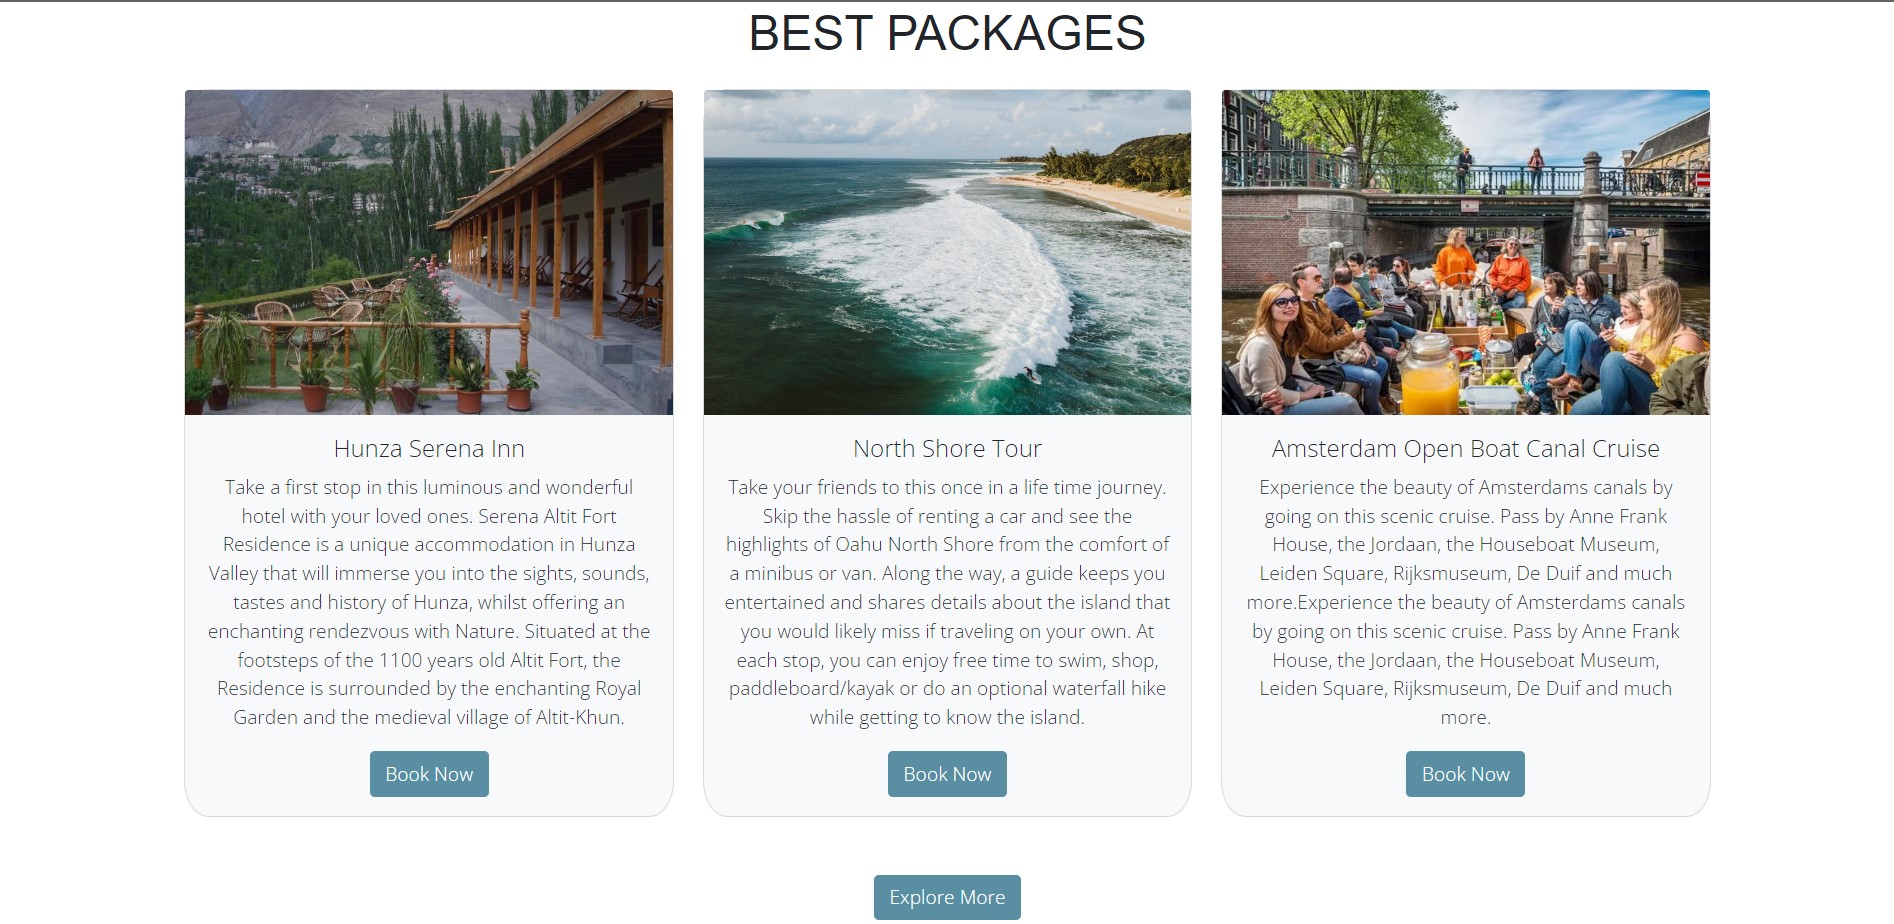 BEST PACKAGES
Hunza Serena Inn
Take a first stop in this luminous and wonderful
hotel with your loved ones. Serena Altit Fort
Residence is a unique accommodation in Hunza
Valley that will immerse you into the sights, sounds,
tastes and history of Hunza, whilst offering an
enchanting rendezvous with Nature. Situated at the
footsteps of the 1100 years old Altit Fort, the
Residence is surrounded by the enchanting Royal
Garden and the medieval village of Altit-Khun.
Book Now
North Shore Tour
Take your friends to this once in a life time journey.
Skip the hassle of renting a car and see the
highlights of Oahu North Shore from the comfort of
a minibus or van. Along the way, a guide keeps you
entertained and shares details about the island that
you would likely miss if traveling on your own. At
each stop, you can enjoy free time to swim, shop,
paddleboard/kayak or do an optional waterfall hike
while getting to know the island.
Book Now
Amsterdam Open Boat Canal Cruise
Experience the beauty of Amsterdams canals by
going on this scenic cruise. Pass by Anne Frank
House, the Jordaan, the Houseboat Museum,
Leiden Square, Rijksmuseum, De Duif and much
more.Experience the beauty of Amsterdams canals
by going on this scenic cruise. Pass by Anne Frank
House, the Jordaan, the Houseboat Museum,
Leiden Square, Rijksmuseum, De Duif and much
more.
Book Now
Explore More